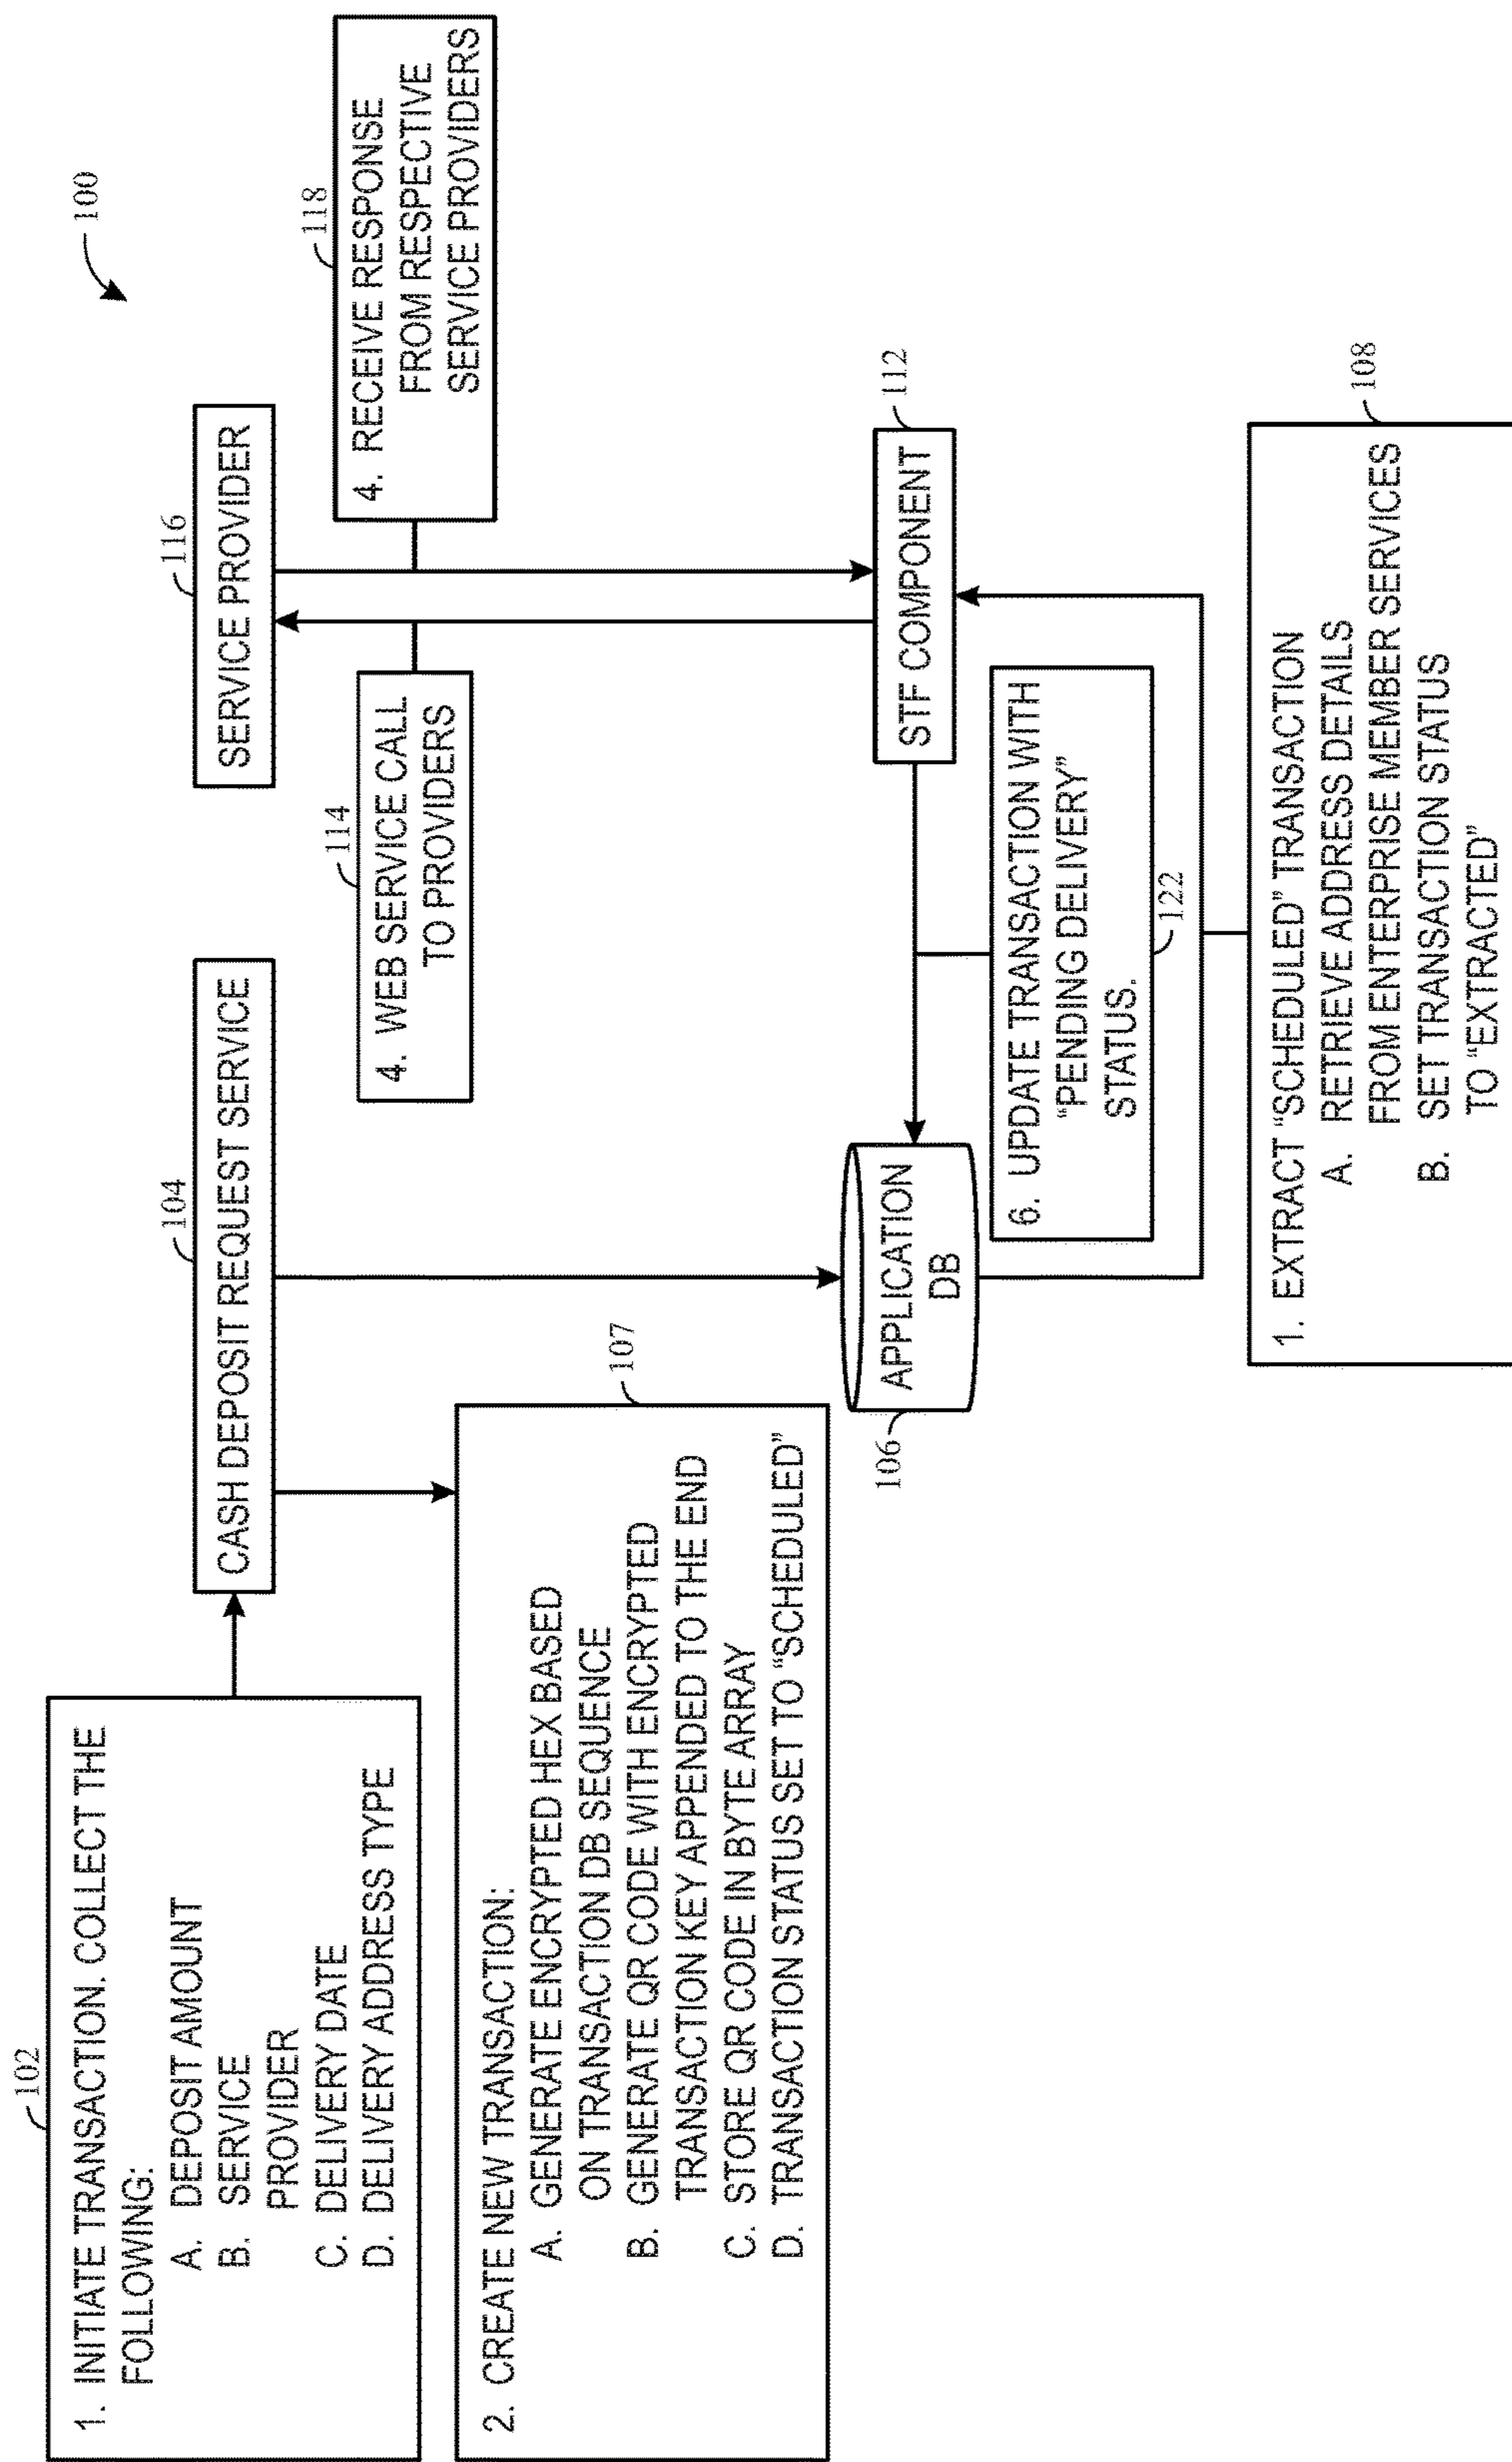 100
102
1. INITIATE TRANSACTION. COLLECT THE
FOLLOWING:
A. DEPOSIT AMOUNT
B. SERVICE
PROVIDER
C. DELIVERY DATE
D. DELIVERY ADDRESS TYPE
104
CASH DEPOSIT REQUEST SERVICE
116
SERVICE PROVIDER
114
4. WEB SERVICE CALL
TO PROVIDERS
118
4. RECEIVE RESPONSE
FROM RESPECTIVE
SERVICE PROVIDERS
107
2. CREATE NEW TRANSACTION:
A. GENERATE ENCRYPTED HEX BASED
ON TRANSACTION DB SEQUENCE
B. GENERATE QR CODE WITH ENCRYPTED
TRANSACTION KEY APPENDED TO THE END
C. STORE QR CODE IN BYTE ARRAY
D. TRANSACTION STATUS SET TO “SCHEDULED”
106
APPLICATION
DB
112
STF COMPONENT
6. UPDATE TRANSACTION WITH
“PENDING DELIVERY”
STATUS.
122
108
1. EXTRACT “SCHEDULED” TRANSACTION
A. RETRIEVE ADDRESS DETAILS
FROM ENTERPRISE MEMBER SERVICES
B. SET TRANSACTION STATUS
TO “EXTRACTED”